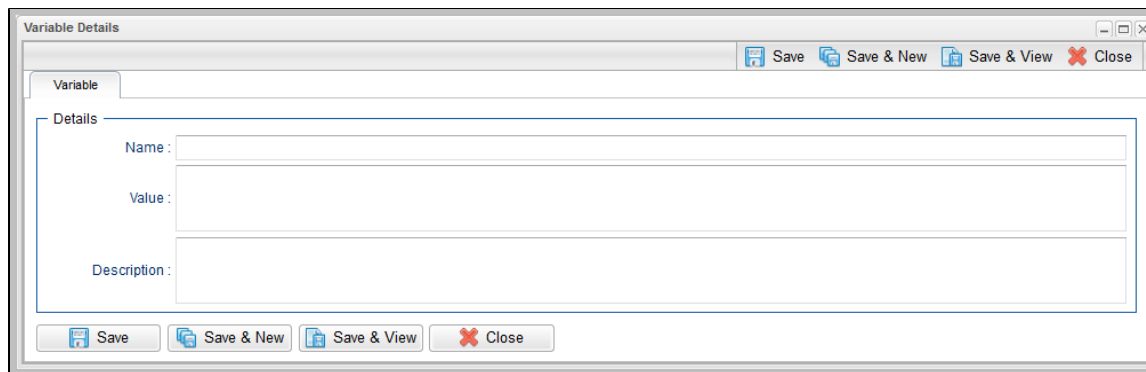 Variable Details
Save Save & New Save & View Close
Variable
Details
Name :
Value :
Description :
Save Save & New Save & View Close